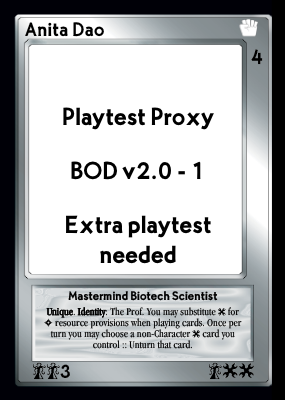 Anita Dao
4
Playtest Proxy
BOD v2.0 - 1
Extra playtest
needed
Mastermind Biotech Scientist
Unique. Identity: The Prof. You may substitute for
resource provisions when playing cards. Once per
turn you may choose a non-Character card you
control :: Unturn that card.
3